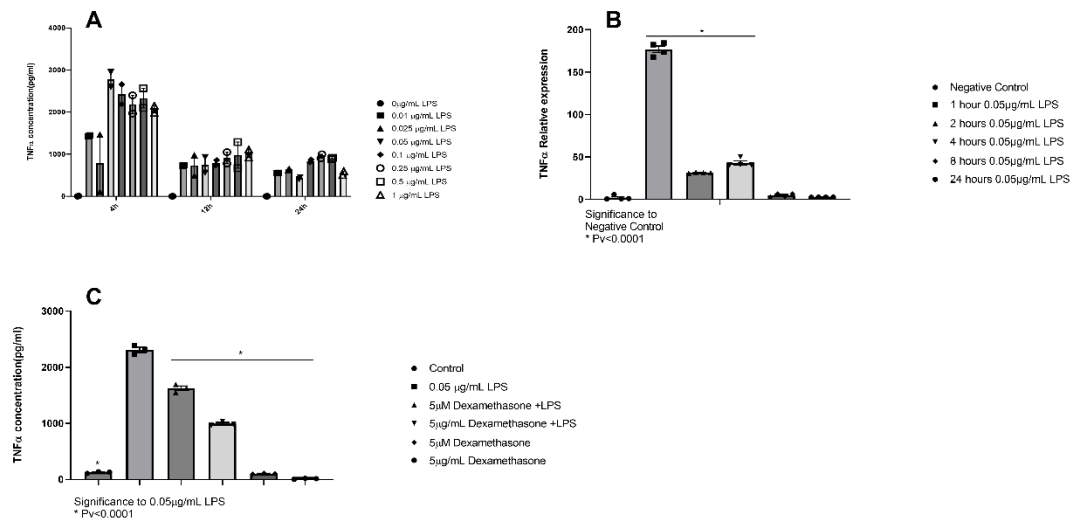 A
TNFα concentration(pg/ml)
4000
3000
2000
1000
0
4h
12h
24h
0µg/mL LPS
0.01 µg/mL LPS
0.025 µg/mL LPS
0.05 µg/mL LPS
0.1 µg/mL LPS
0.25 µg/mL LPS
0.5 µg/mL LPS
1 µg/mL LPS
B
TNFα Relative expression
200
150
100
50
0
*
Significance to
Negative Control
* Pv<0.0001
Negative Control
1 hour 0.05µg/mL LPS
2 hours 0.05µg/mL LPS
4 hours 0.05µg/mL LPS
8 hours 0.05µg/mL LPS
24 hours 0.05µg/mL LPS
C
TNFα concentration(pg/ml)
3000
2000
1000
0
*
*
Significance to 0.05µg/mL LPS
* Pv<0.0001
Control
0.05 µg/mL LPS
5µM Dexamethasone +LPS
5µg/mL Dexamethasone +LPS
5µM Dexamethasone
5µg/mL Dexamethasone